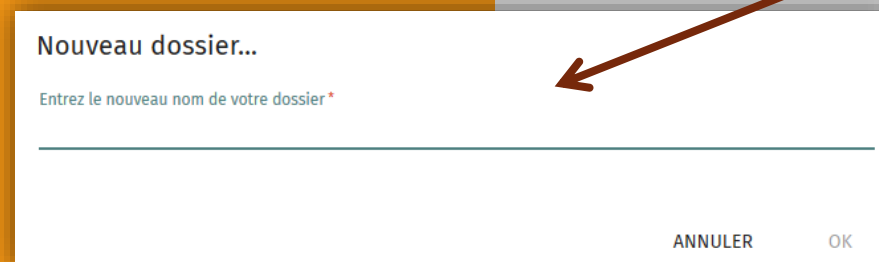 Nouveau dossier...
Entrez le nouveau nom de votre dossier *
ANNULER OK